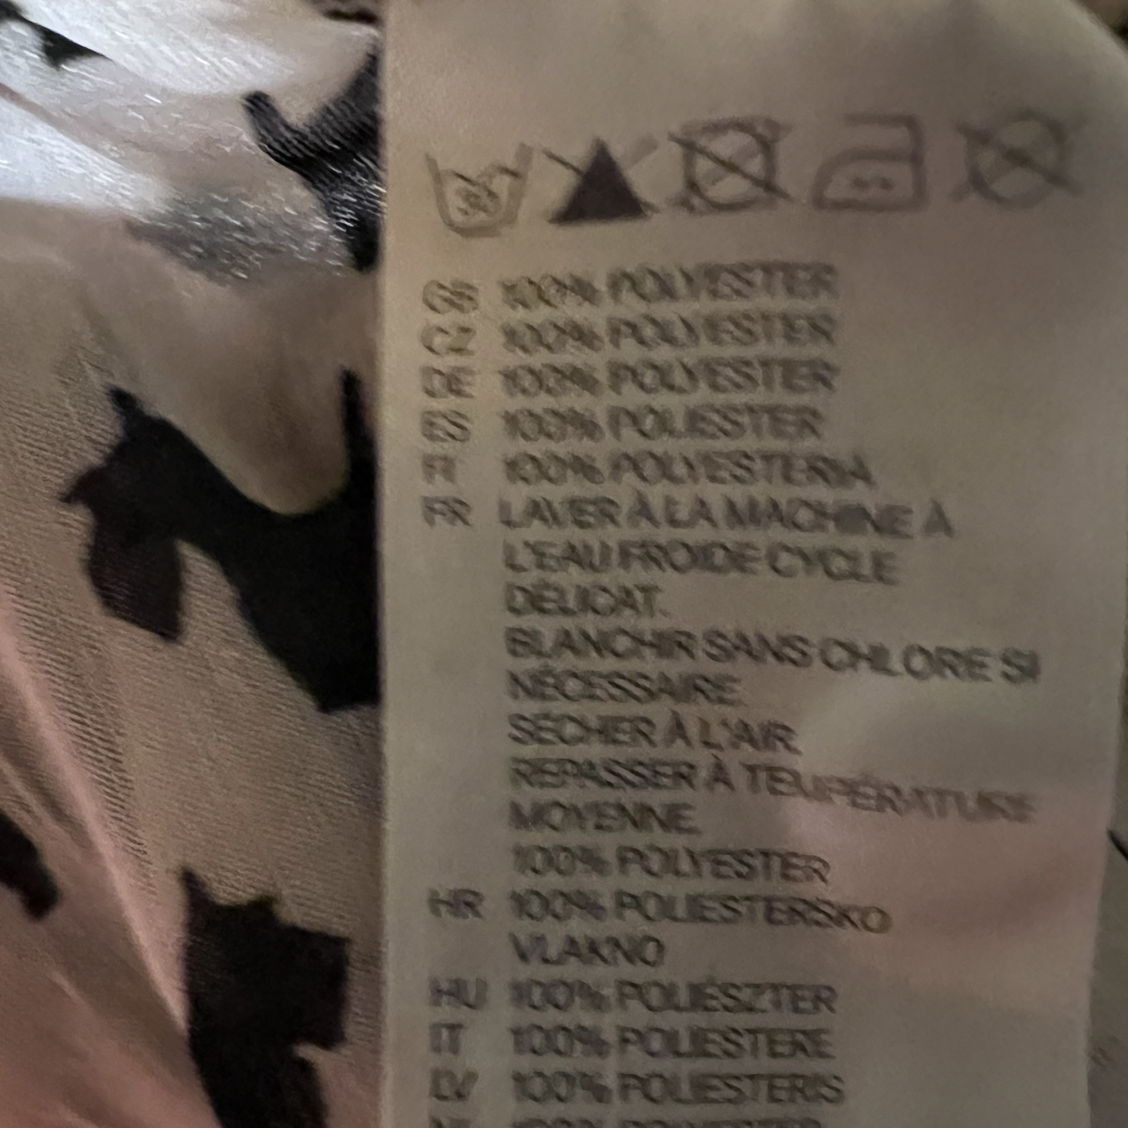 GB 100% POLYESTER
CZ 100% POLYESTER
DE 100% POLYESTER
ES 100% POLIESTER
FI 100% POLYESTERIA
FR LAVER À LA MACHINE À
L'EAU FROIDE CYCLE
DÉLICAT.
BLANCHIR SANS CHLORE SI
NÉCESSAIRE.
SÉCHER À L'AIR.
REPASSER À TEMPÉRATURE
MOYENNE.
100% POLYESTER
HR 100% POLIESTERSKO
VLAKNO
HU 100% POLIÉSZTER
IT 100% POLIESTERE
LV 100% POLIESTERIS